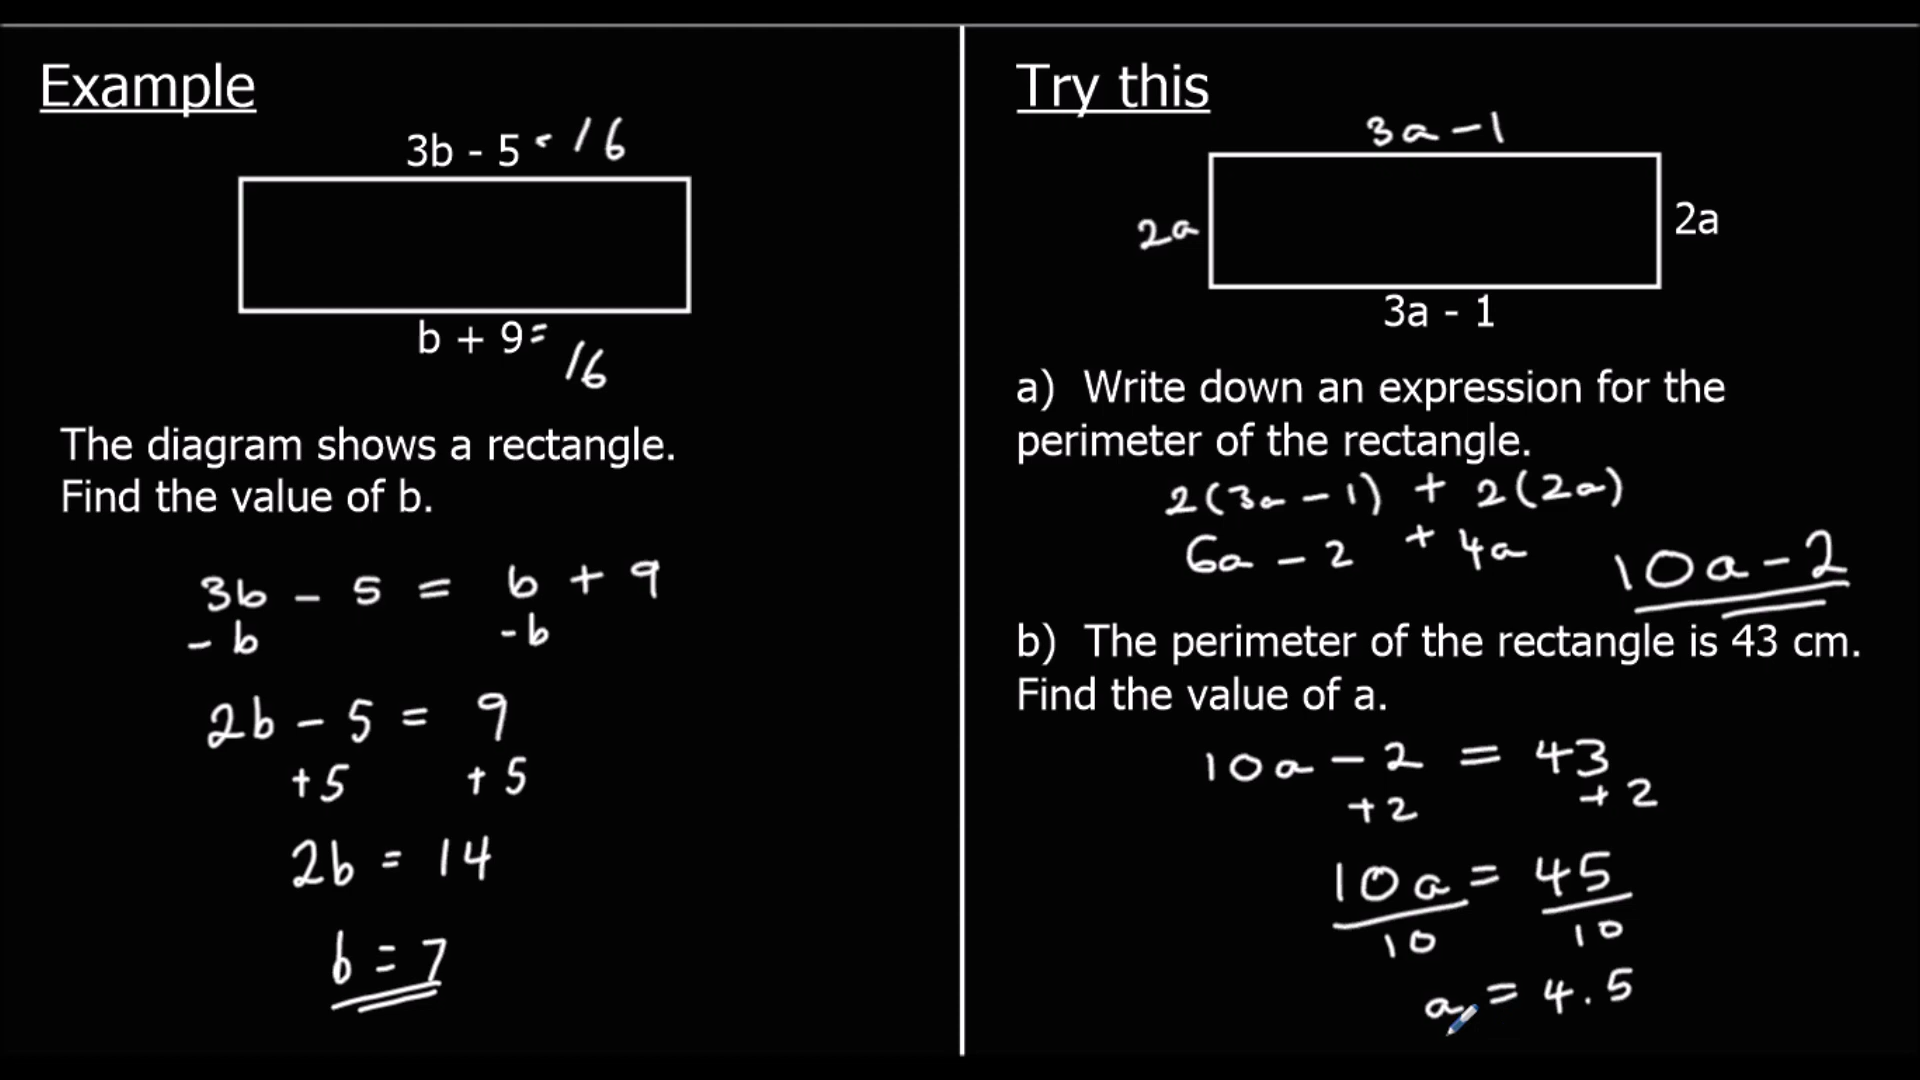 Example
3b - 5 = 16
b + 9 = 16
The diagram shows a rectangle.
Find the value of b.
3b - 5 = b + 9
- b - b
2b - 5 = 9
+5 +5
2b = 14
b = 7
Try this
3a - 1
2a 2a
3a - 1
a) Write down an expression for the
perimeter of the rectangle.
2(3a - 1) + 2(2a)
6a - 2 + 4a 10a - 2
b) The perimeter of the rectangle is 43 cm.
Find the value of a.
10a - 2 = 43
+2 +2
10a = 45
10 10
a = 4.5